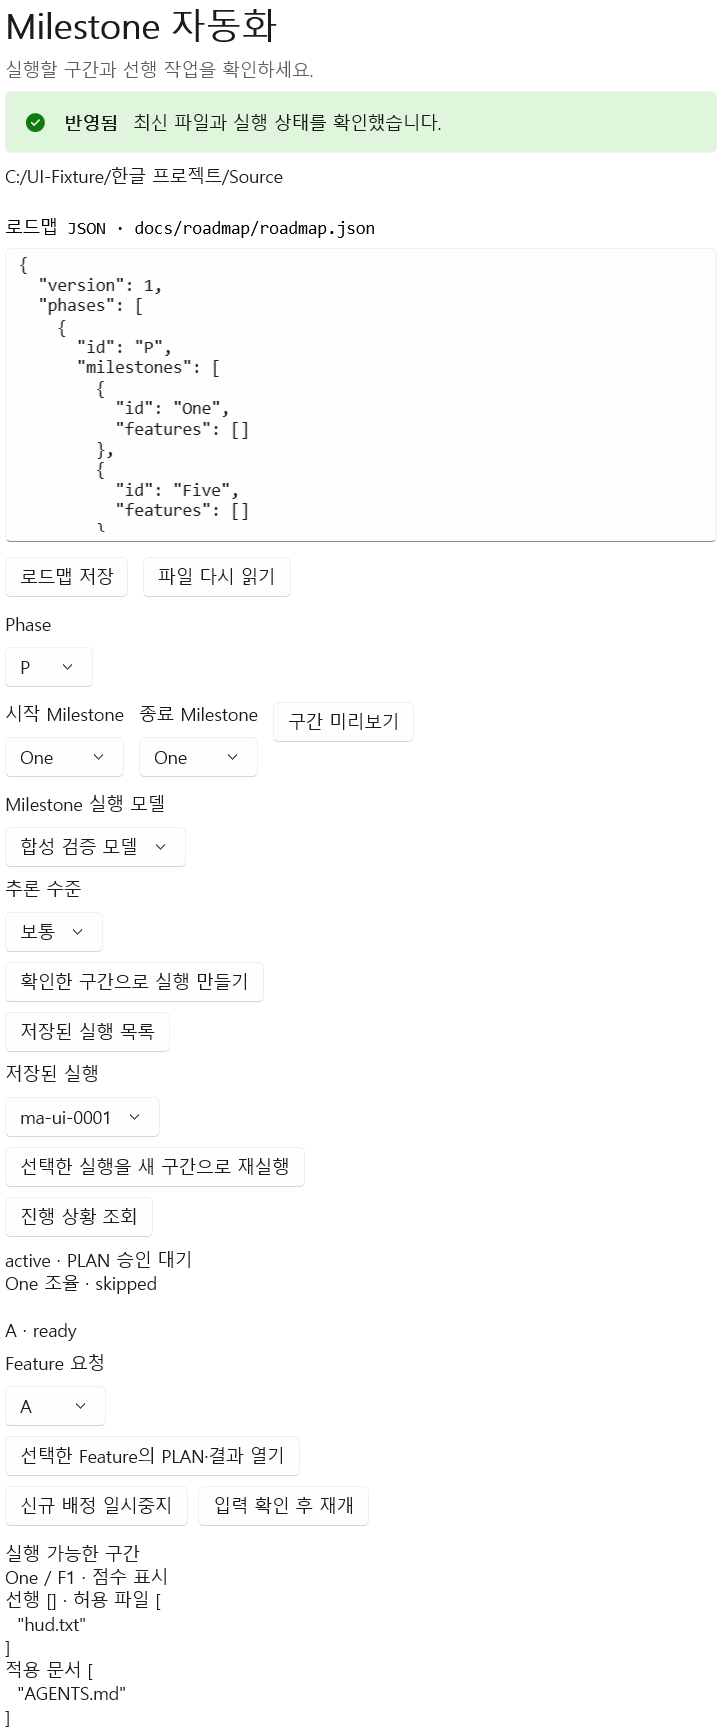 Milestone 자동화
실행할 구간과 선행 작업을 확인하세요.
반영됨 최신 파일과 실행 상태를 확인했습니다.
C:/UI-Fixture/한글 프로젝트/Source
로드맵 JSON · docs/roadmap/roadmap.json
{
"version": 1,
"phases": [
{
"id": "P",
"milestones": [
{
"id": "One",
"features": []
},
{
"id": "Five",
"features": []
}
로드맵 저장 파일 다시 읽기
Phase
P
시작 Milestone 종료 Milestone 구간 미리보기
One One
Milestone 실행 모델
합성 검증 모델
추론 수준
보통
확인한 구간으로 실행 만들기
저장된 실행 목록
저장된 실행
ma-ui-0001
선택한 실행을 새 구간으로 재실행
진행 상황 조회
active · PLAN 승인 대기
One 조율 · skipped
A · ready
Feature 요청
A
선택한 Feature의 PLAN·결과 열기
신규 배정 일시중지 입력 확인 후 재개
실행 가능한 구간
One / F1 · 점수 표시
선행 [] · 허용 파일 [
"hud.txt"
]
적용 문서 [
"AGENTS.md"
]